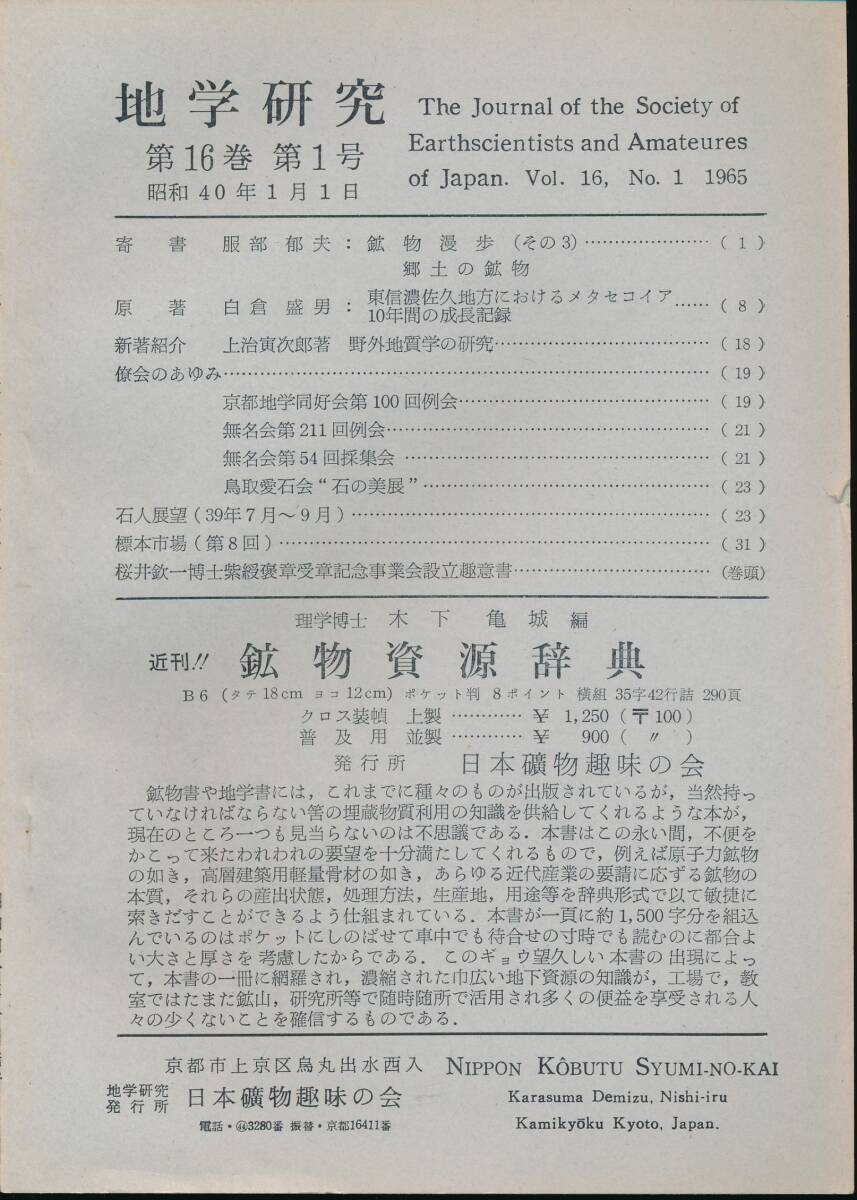 地学研究
第16巻 第1号
昭和 40 年 1 月 1 日
The Journal of the Society of
Earthscientists and Amateures
of Japan. Vol. 16, No. 1 1965
寄書 服部郁夫：鉱物漫歩（その3）…………………（ 1 ）
郷土の鉱物
原著 白倉盛男：東信濃佐久地方におけるメタセコイア
10年間の成長記録……（ 8 ）
新著紹介 上治寅次郎著 野外地質学の研究………………………………（ 18 ）
僚会のあゆみ………………………………………………………………………（ 19 ）
京都地学同好会第 100 回例会……………………………………（ 19 ）
無名会第 211 回例会………………………………………………（ 21 ）
無名会第 54 回採集会 ……………………………………………（ 21 ）
鳥取愛石会“石の美展”…………………………………………（ 23 ）
石人展望（39年 7 月～ 9 月）……………………………………………………（ 23 ）
標本市場（第 8 回）………………………………………………………………（ 31 ）
桜井欽一博士紫綬褒章受章記念事業会設立趣意書……………………………（巻頭）
理学博士 木下亀城 編
近刊!! 鉱物資源辞典
B 6 （タテ 18 cm ヨコ 12 cm）ポケット判 8 ポイント 横組 35字42行詰 290頁
クロス装幀 上製 ………… ￥ 1,250（〒100）
普及用 並製 ………… ￥ 900（ 〃 ）
発行所 日本礦物趣味の会
鉱物書や地学書には，これまでに種々のものが出版されているが，当然持っ
ていなければならない筈の埋蔵物質利用の知識を供給してくれるような本が，
現在のところ一つも見当らないのは不思議である．本書はこの永い間，不便を
かこって来たわれわれの要望を十分満たしてくれるもので，例えば原子力鉱物
の如き，高層建築用軽量骨材の如き，あらゆる近代産業の要請に応ずる鉱物の
本質，それらの産出状態，処理方法，生産地，用途等を辞典形式で以て敏捷に
索きだすことができるよう仕組まれている．本書が一頁に約 1,500 字分を組込
んでいるのはポケットにしのばせて車中でも待合せの寸時でも読むのに都合よ
い大さと厚さを 考慮したからである． このギョウ望久しい 本書の 出現によっ
て，本書の一冊に網羅され，濃縮された巾広い地下資源の知識が，工場で，教
室ではたまた鉱山，研究所等で随時随所で活用され多くの便益を享受される人
々の少くないことを確信するものである．
京都市上京区烏丸出水西入
地学研究
発行所 日本礦物趣味の会
電話・㊹3280番 振替・京都16411番
NIPPON KÔBUTU SYUMI-NO-KAI
Karasuma Demizu, Nishi-iru
Kamikyōku Kyoto, Japan.